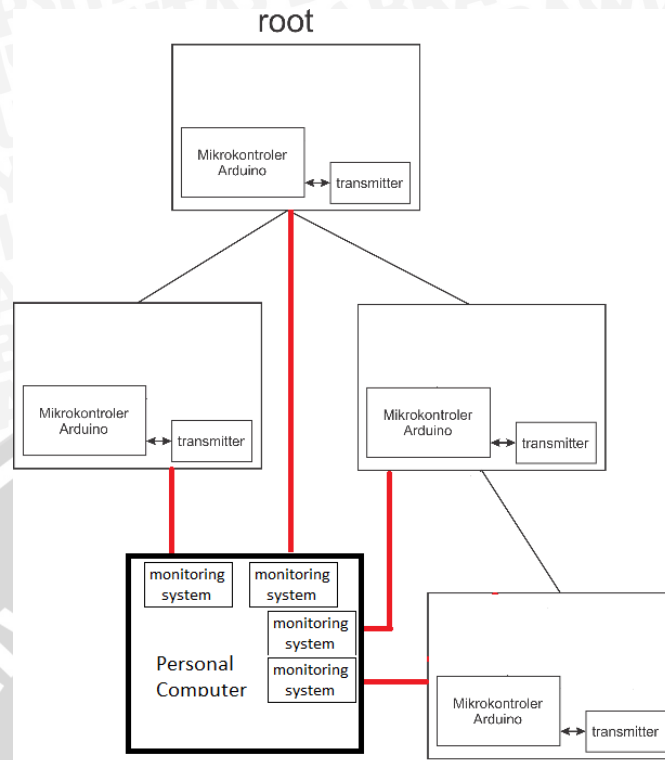 root
Mikrokontroler
Arduino
transmitter
Mikrokontroler
Arduino
transmitter
Mikrokontroler
Arduino
transmitter
monitoring
system
monitoring
system
monitoring
system
monitoring
system
Personal
Computer
Mikrokontroler
Arduino
transmitter